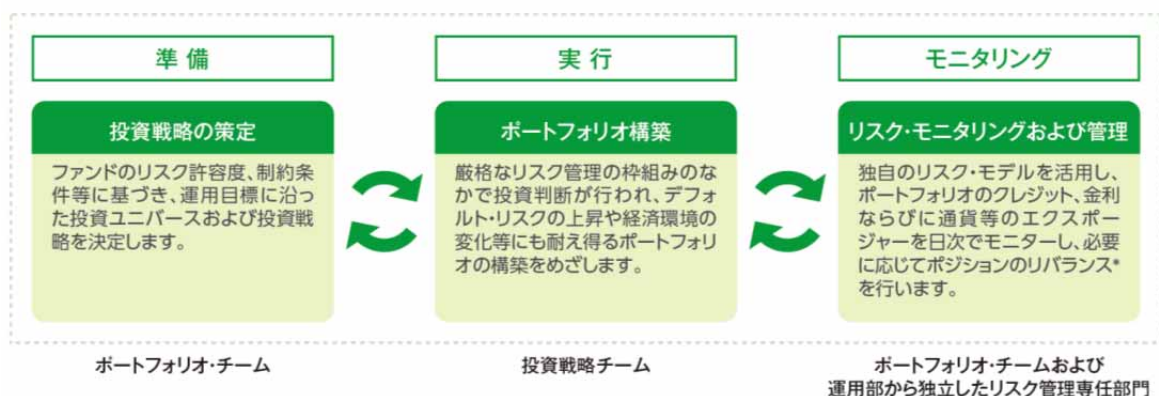 準備
実行
モニタリング
投資戦略の策定
ファンドのリスク許容度、制約条
件等に基づき、運用目標に沿っ
た投資ユニバースおよび投資戦
略を決定します。
ポートフォリオ構築
厳格なリスク管理の枠組みのな
かで投資判断が行われ、デフォ
ルト・リスクの上昇や経済環境の
変化等にも耐え得るポートフォリ
オの構築をめざします。
リスク・モニタリングおよび管理
独自のリスク・モデルを活用し、
ポートフォリオのクレジット、金利
ならびに通貨等のエクスポー
ジャーを日次でモニターし、必要
に応じてポジションのリバランス*
を行います。
ポートフォリオ・チーム
投資戦略チーム
ポートフォリオ・チームおよび
運用部から独立したリスク管理専任部門